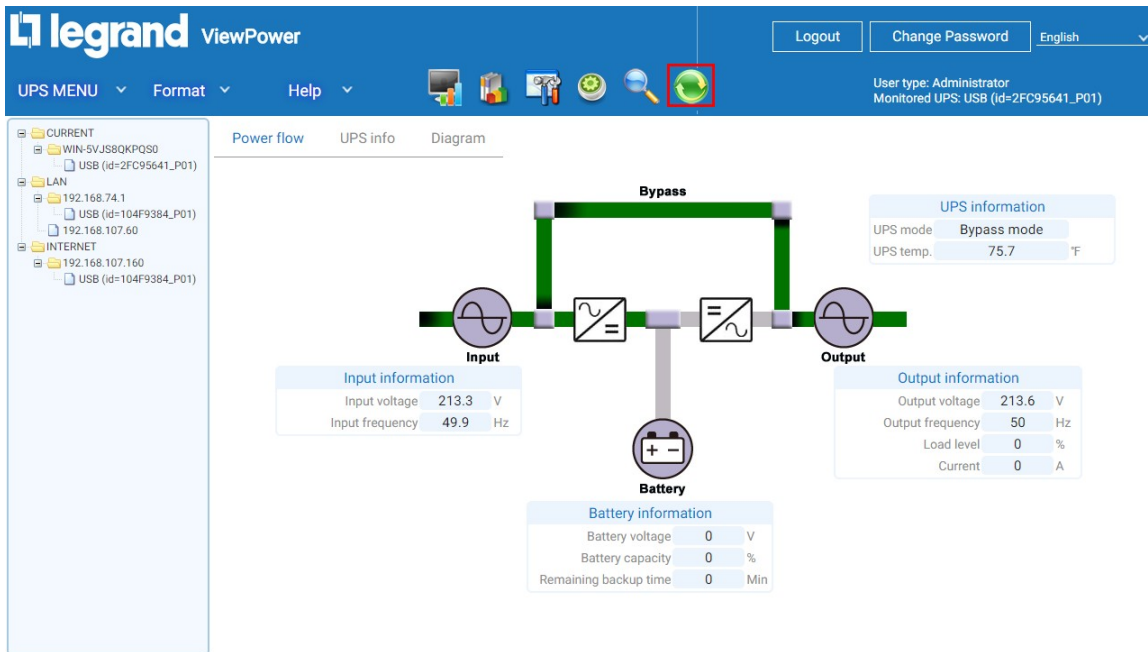 legrand ViewPower
Logout
Change Password
English
UPS MENU
Format
Help
User type: Administrator
Monitored UPS: USB (id=2FC95641_P01)
CURRENT
WIN-5VJS8QKPQS0
USB (id=2FC95641_P01)
LAN
192.168.74.1
USB (id=104F9384_P01)
192.168.107.60
INTERNET
192.168.107.160
USB (id=104F9384_P01)
Power flow
UPS info
Diagram
Bypass
UPS information
UPS mode Bypass mode
UPS temp. 75.7 °F
Input
Output
Input information
Input voltage 213.3 V
Input frequency 49.9 Hz
Output information
Output voltage 213.6 V
Output frequency 50 Hz
Load level 0 %
Current 0 A
Battery
Battery information
Battery voltage 0 V
Battery capacity 0 %
Remaining backup time 0 Min